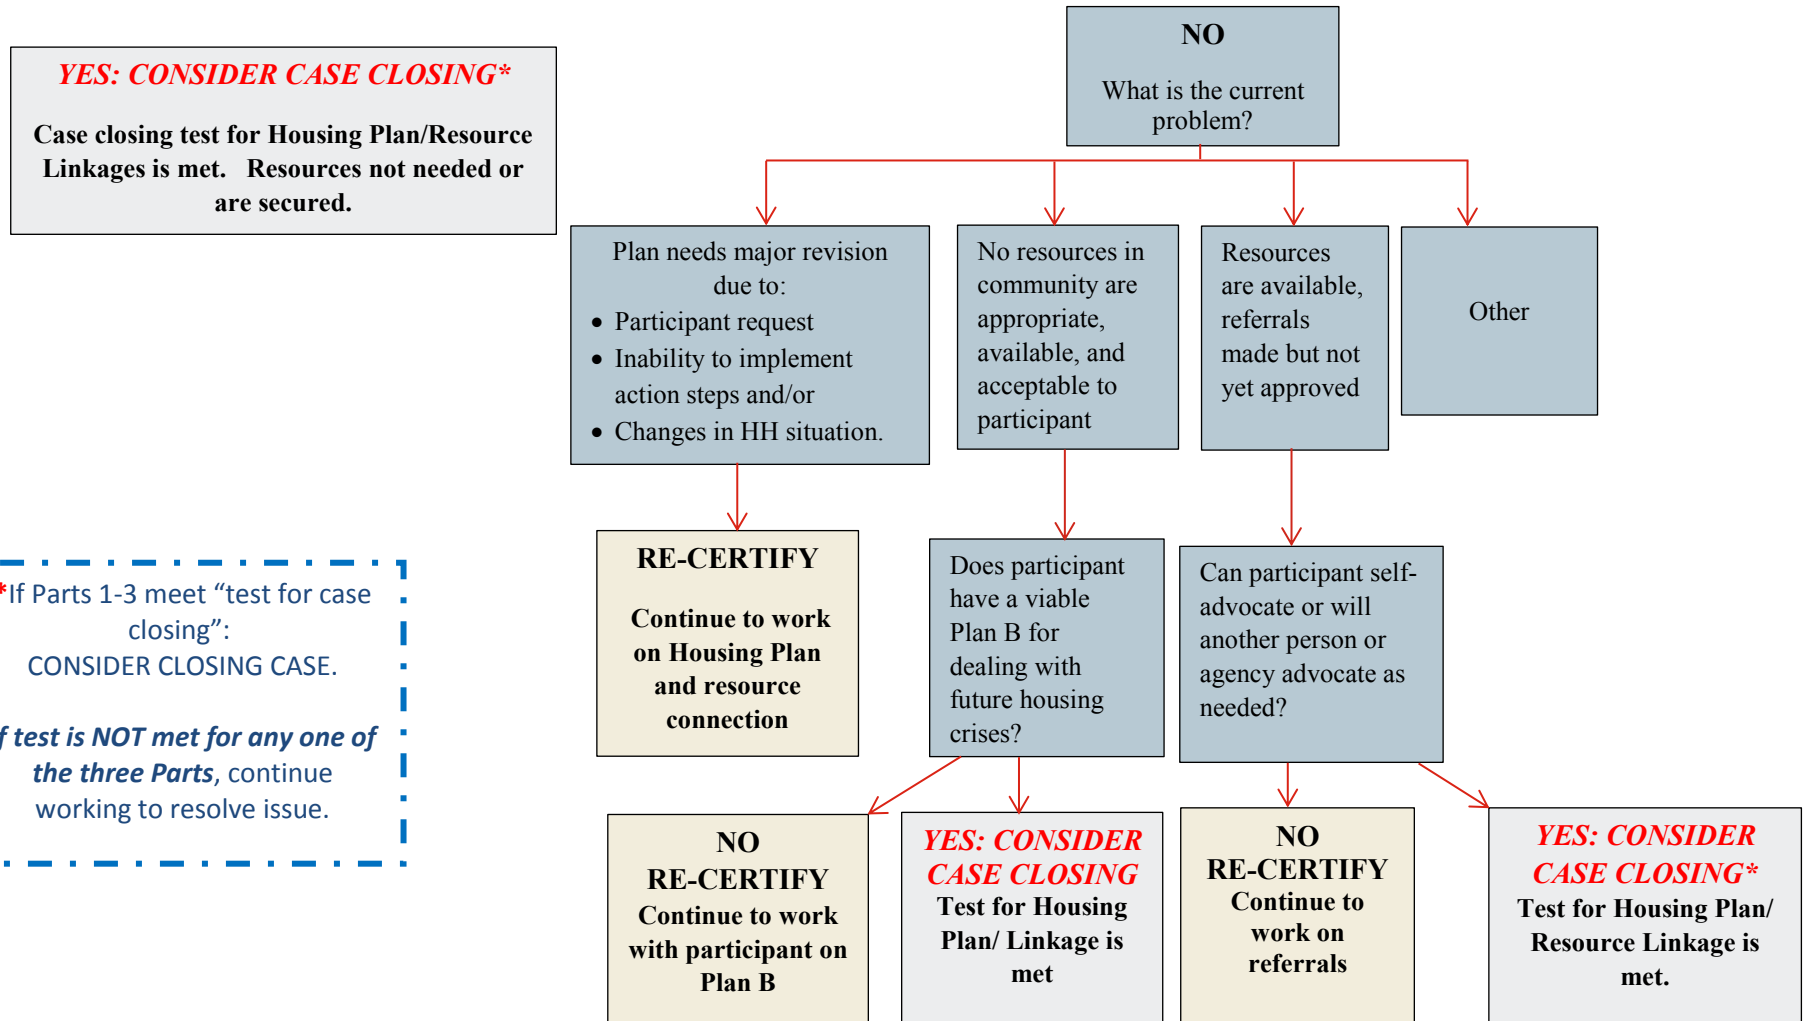 NO
What is the current
problem?
YES: CONSIDER CASE CLOSING*
Case closing test for Housing Plan/Resource
Linkages is met. Resources not needed or
are secured.
Plan needs major revision
due to:
• Participant request
• Inability to implement
action steps and/or
• Changes in HH situation.
No resources in
community are
appropriate,
available, and
acceptable to
participant
Resources
are available,
referrals
made but not
yet approved
Other
RE-CERTIFY
Continue to work
on Housing Plan
and resource
connection
Does participant
have a viable
Plan B for
dealing with
future housing
crises?
Can participant self-
advocate or will
another person or
agency advocate as
needed?
*If Parts 1-3 meet “test for case
closing”:
CONSIDER CLOSING CASE.
f test is NOT met for any one of
the three Parts, continue
working to resolve issue.
NO
RE-CERTIFY
Continue to work
with participant on
Plan B
YES: CONSIDER
CASE CLOSING
Test for Housing
Plan/ Linkage is
met
NO
RE-CERTIFY
Continue to
work on
referrals
YES: CONSIDER
CASE CLOSING*
Test for Housing Plan/
Resource Linkage is
met.